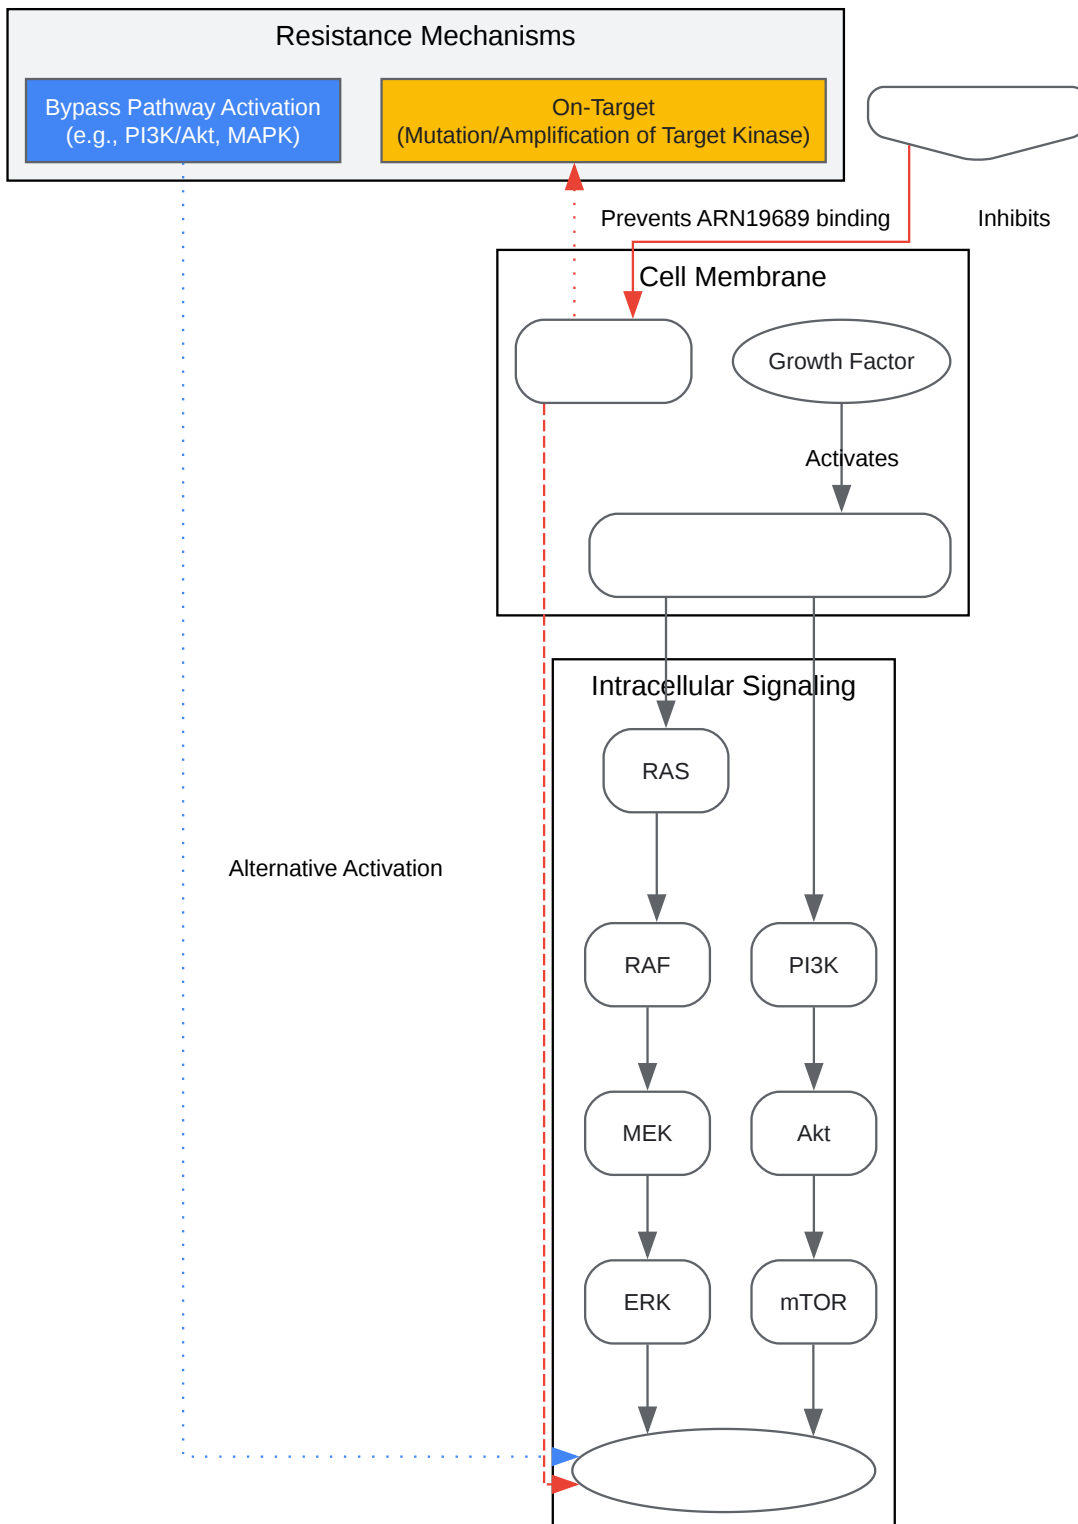 Resistance Mechanisms
Bypass Pathway Activation
(e.g., PI3K/Akt, MAPK)
On-Target
(Mutation/Amplification of Target Kinase)
Prevents ARN19689 binding
Inhibits
Cell Membrane
Growth Factor
Activates
Intracellular Signaling
RAS
Alternative Activation
RAF
PI3K
MEK
Akt
ERK
mTOR